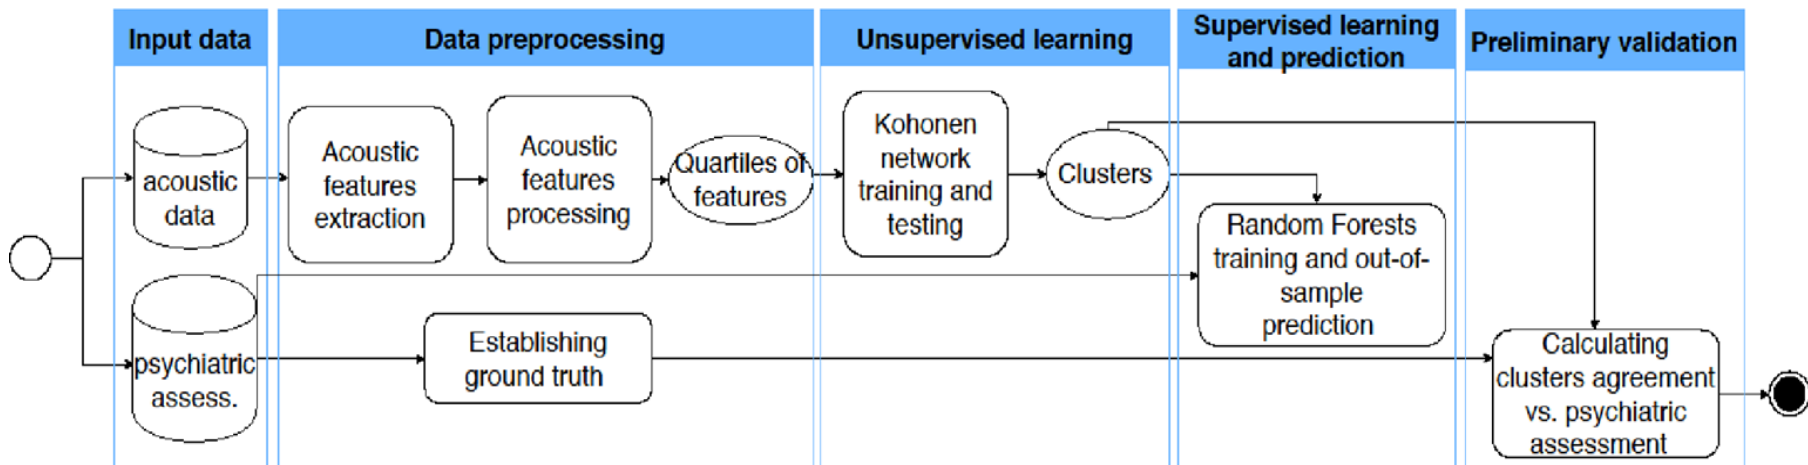 Input data
Data preprocessing
Unsupervised learning
Supervised learning
and prediction
Preliminary validation
acoustic
data
Acoustic
features
extraction
Acoustic
features
processing
Quartiles of
features
Kohonen
network
training and
testing
Clusters
Random Forests
training and out-of-
sample
prediction
psychiatric
assess.
Establishing
ground truth
Calculating
clusters agreement
vs. psychiatric
assessment